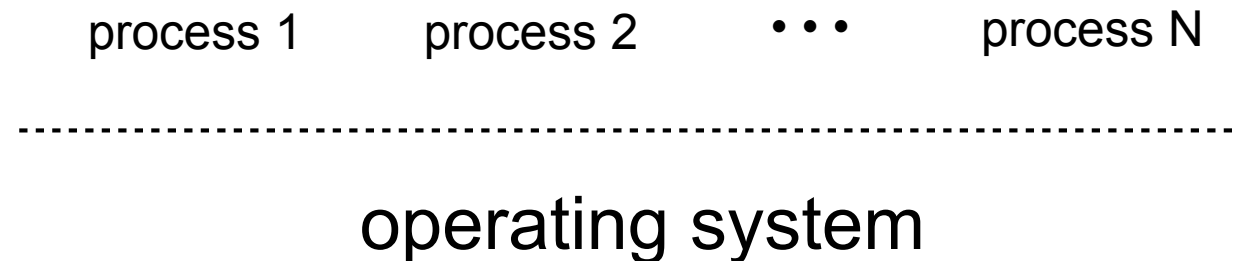 process 1 process 2 ••• process N
operating system